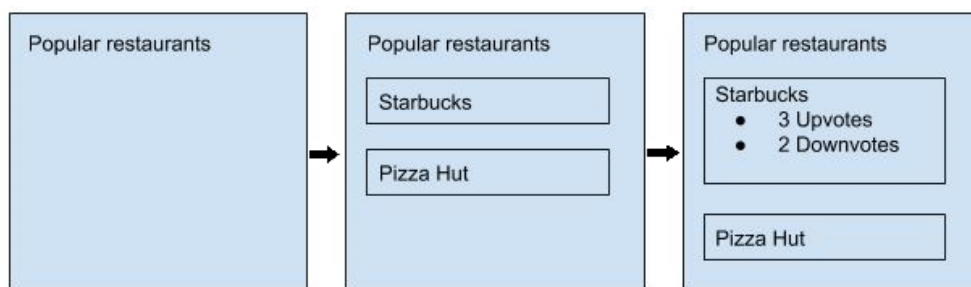 Popular restaurants
Popular restaurants
Starbucks
Pizza Hut
Popular restaurants
Starbucks
● 3 Upvotes
● 2 Downvotes
Pizza Hut